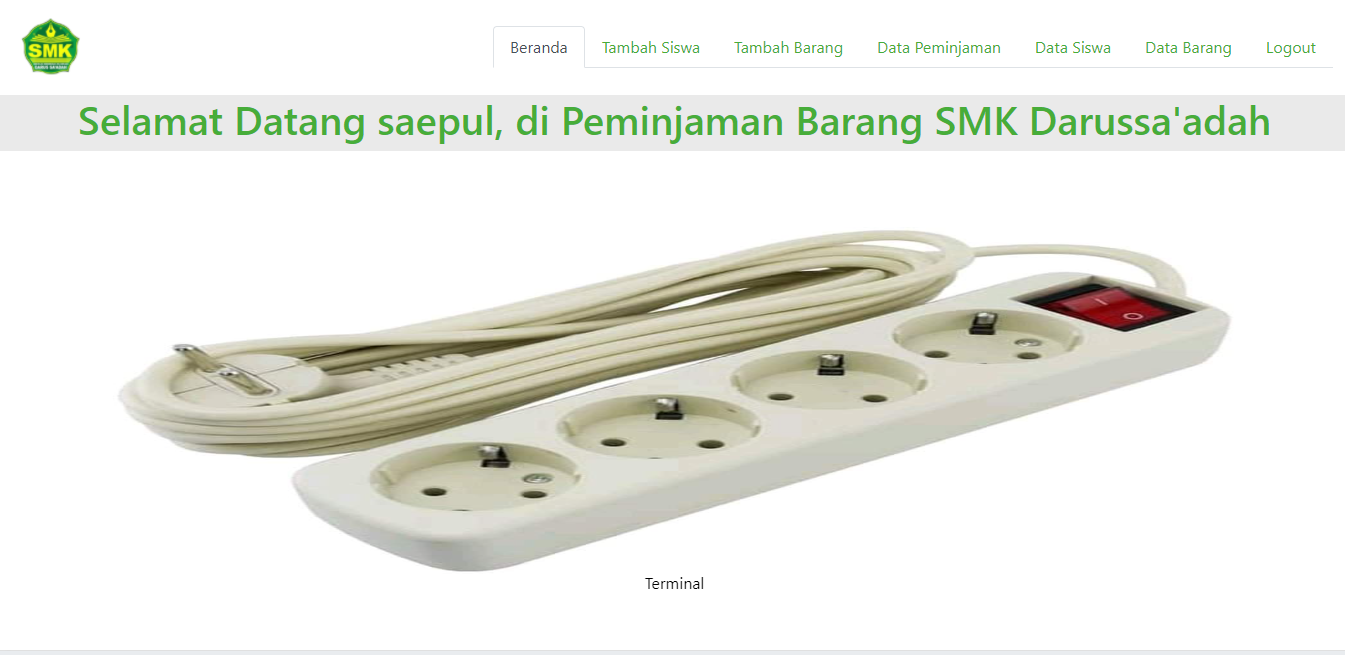 SMK
Beranda Tambah Siswa Tambah Barang Data Peminjaman Data Siswa Data Barang Logout
Selamat Datang saepul, di Peminjaman Barang SMK Darussa'adah
Terminal